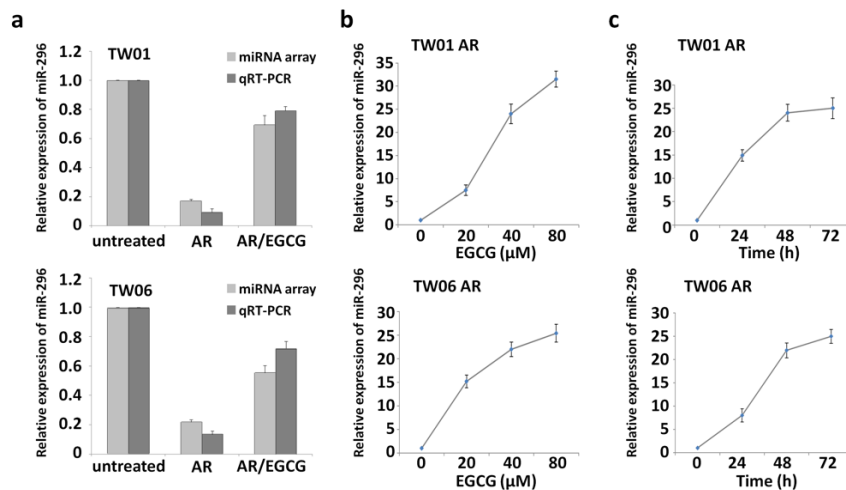 a
Relative expression of miR-296
TW01
miRNA array
qRT-PCR
1.2
1.0
0.8
0.6
0.4
0.2
0
untreated AR AR/EGCG
Relative expression of miR-296
TW06
miRNA array
qRT-PCR
1.2
1.0
0.8
0.6
0.4
0.2
0
untreated AR AR/EGCG
b
TW01 AR
Relative expression of miR-296
35
30
25
20
15
10
5
0
0 20 40 80
EGCG (μM)
TW06 AR
Relative expression of miR-296
30
25
20
15
10
5
0
0 20 40 80
EGCG (μM)
c
TW01 AR
Relative expression of miR-296
30
25
20
15
10
5
0
0 24 48 72
Time (h)
TW06 AR
Relative expression of miR-296
30
25
20
15
10
5
0
0 24 48 72
Time (h)